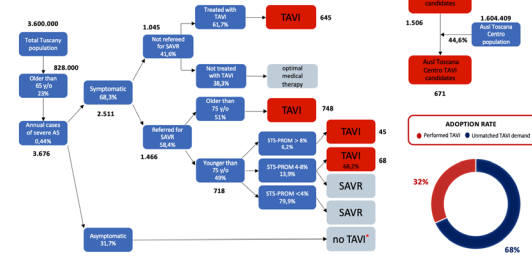 3.600.000
Total Tuscany
population
828.000
Older than
65 y/o
23%
Annual cases
of severe AS
0,44%
3.676
Symptomatic
68,3%
2.511
Asymptomatic
31,7%
1.045
Not refereed
for SAVR
41,6%
Referred for
SAVR
58,4%
1.466
Treated with
TAVI
61,7%
TAVI
645
Not treated
with TAVI
38,3%
optimal
medical
therapy
Older than
75 y/o
51%
TAVI
748
Younger than
75 y/o
49%
718
STS-PROM > 8%
6,2%
TAVI
45
STS-PROM 4-8%
13,9%
TAVI
68,2%
68
SAVR
STS-PROM <4%
79,9%
SAVR
no TAVI*
candidates
1.506
1.604.409
44,6%
Ausl Toscana
Centro
population
Ausl Toscana
Centro TAVI
candidates
671
ADOPTION RATE
Performed TAVI
Unmatched TAVI demand
32%
68%